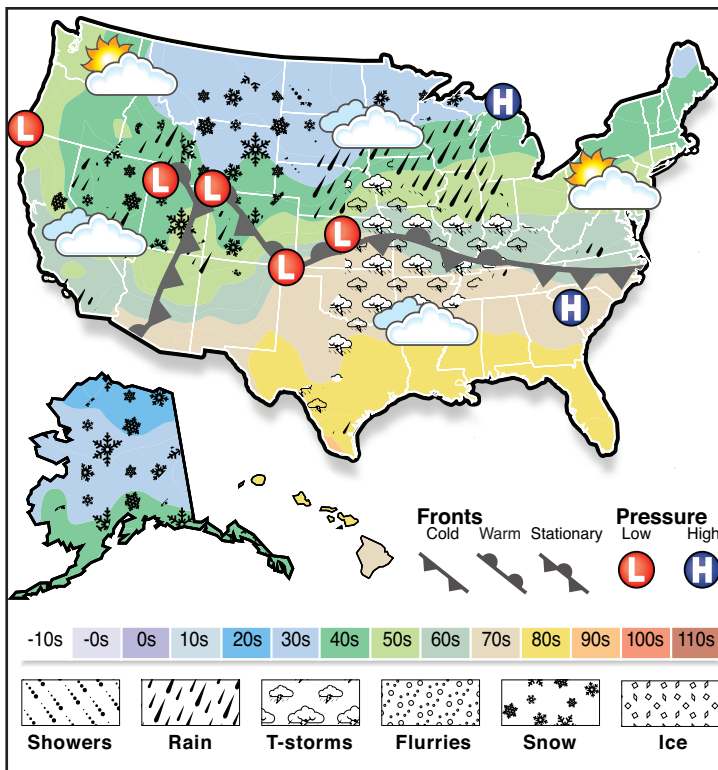 H
L
L
L
L
L
H
Fronts
Cold Warm Stationary
Pressure
Low High
L H
-10s -0s 0s 10s 20s 30s 40s 50s 60s 70s 80s 90s 100s 110s
Showers Rain T-storms Flurries Snow Ice